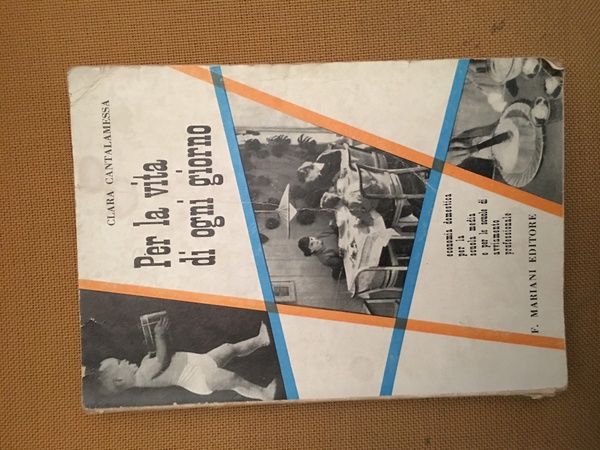 CLARA CANTALAMESSA
Per la vita
di ogni giorno
economia domestica
per la
scuola media
e per le scuole di
avviamento
professionale
F. MARIANI EDITORE